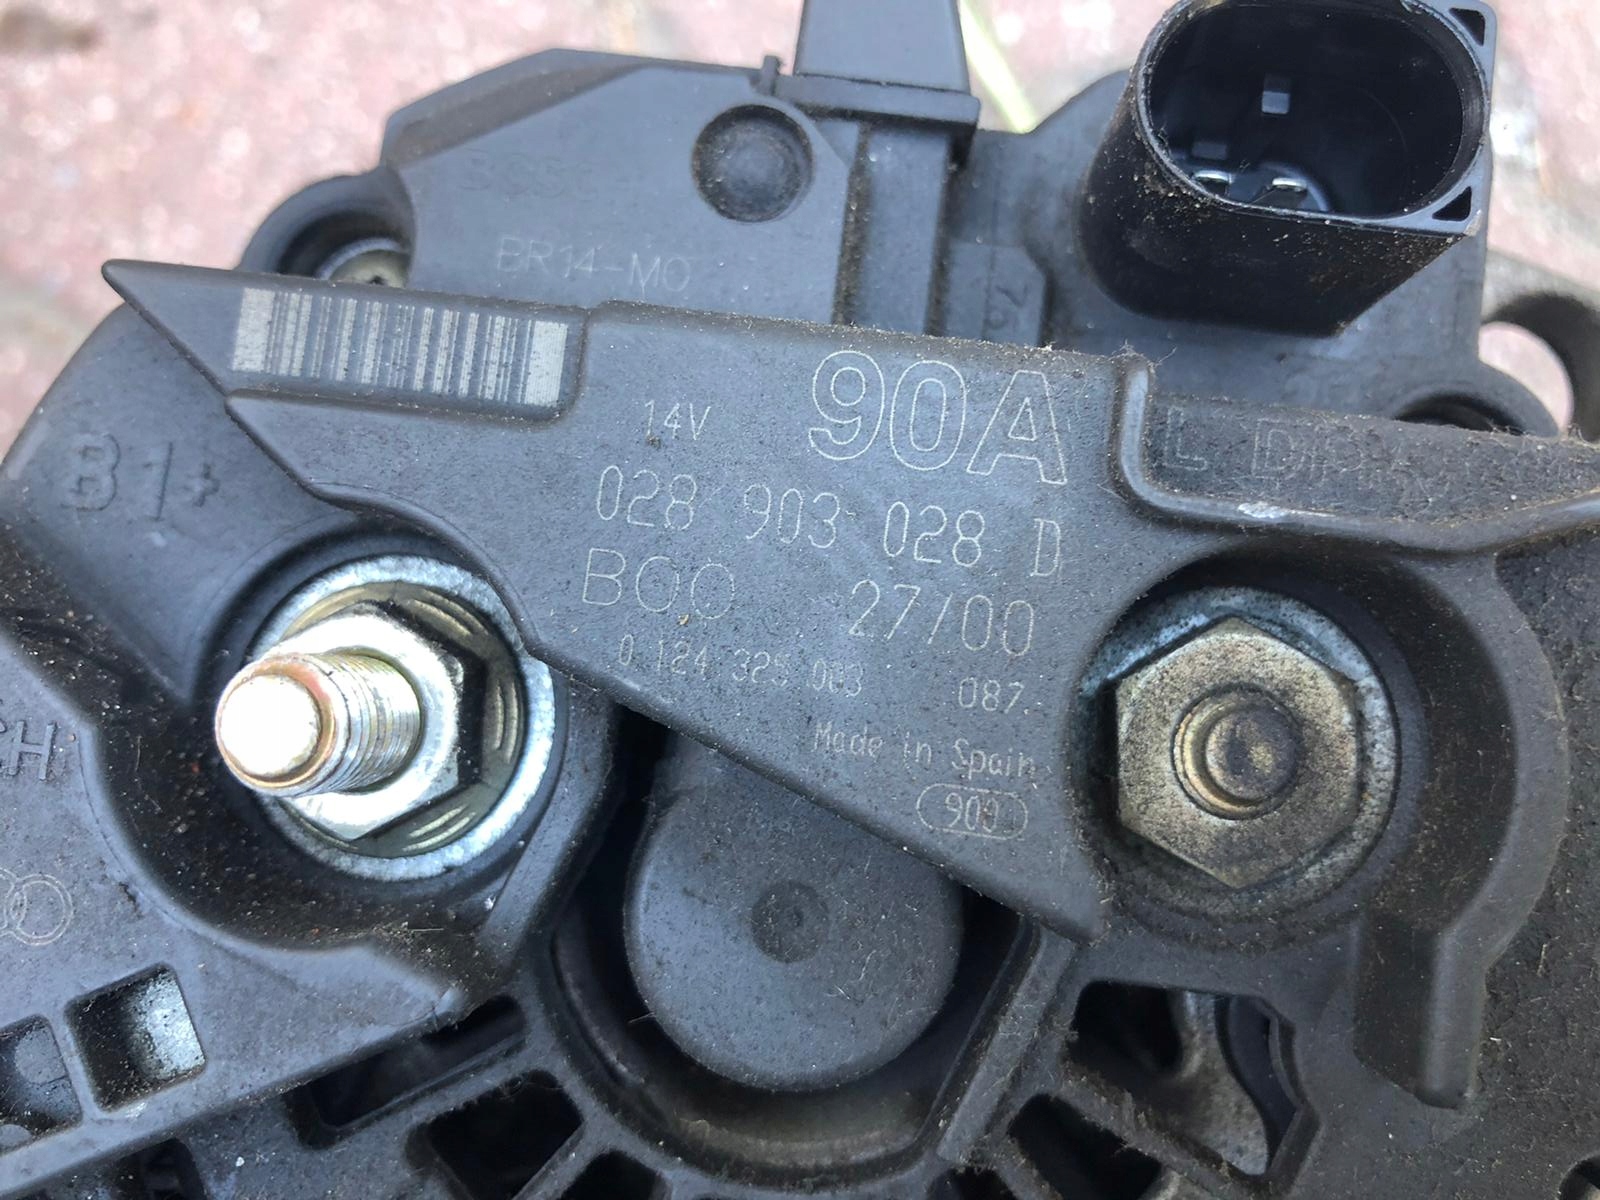 BR14-M0
B1+
14V 90A
L DFM
028 903 028 D
BOO 27/00
0 124 325 003 087.
Made in Spain
900